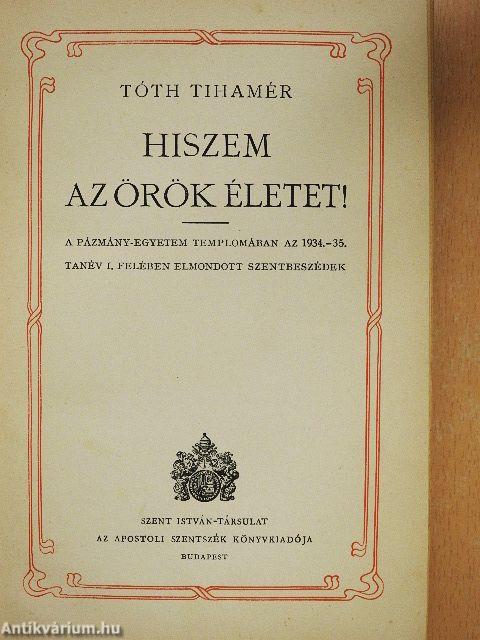 TÓTH TIHAMÉR
HISZEM
AZ ÖRÖK ÉLETET!
A PÁZMÁNY-EGYETEM TEMPLOMÁBAN AZ 1934.–35.
TANÉV I. FELÉBEN ELMONDOTT SZENTBESZÉDEK
SZENT ISTVÁN-TÁRSULAT
AZ APOSTOLI SZENTSZÉK KÖNYVKIADÓJA
BUDAPEST
Antikvárium.hu